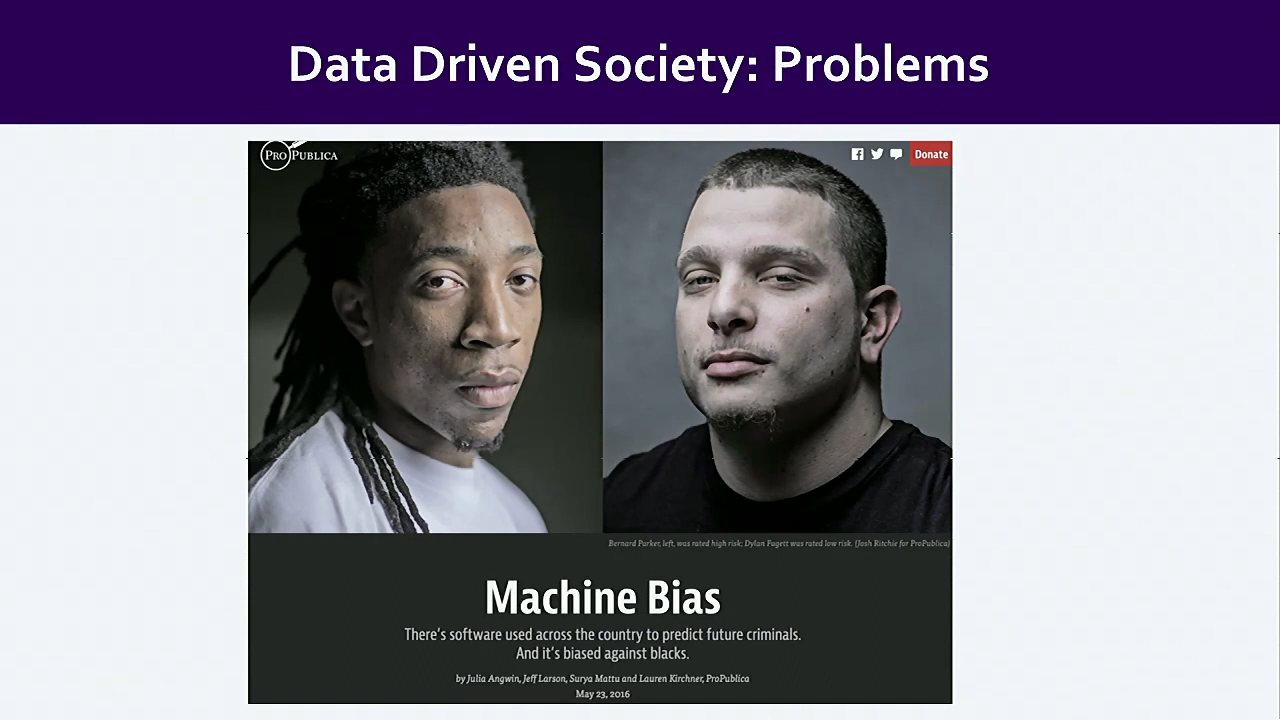 Data Driven Society: Problems
PROPUBLICA
Donate
Bernard Parker, left, was rated high risk; Dylan Fugett was rated low risk. (Josh Ritchie for ProPublica)
Machine Bias
There's software used across the country to predict future criminals.
And it's biased against blacks.
by Julia Angwin, Jeff Larson, Surya Mattu and Lauren Kirchner, ProPublica
May 23, 2016